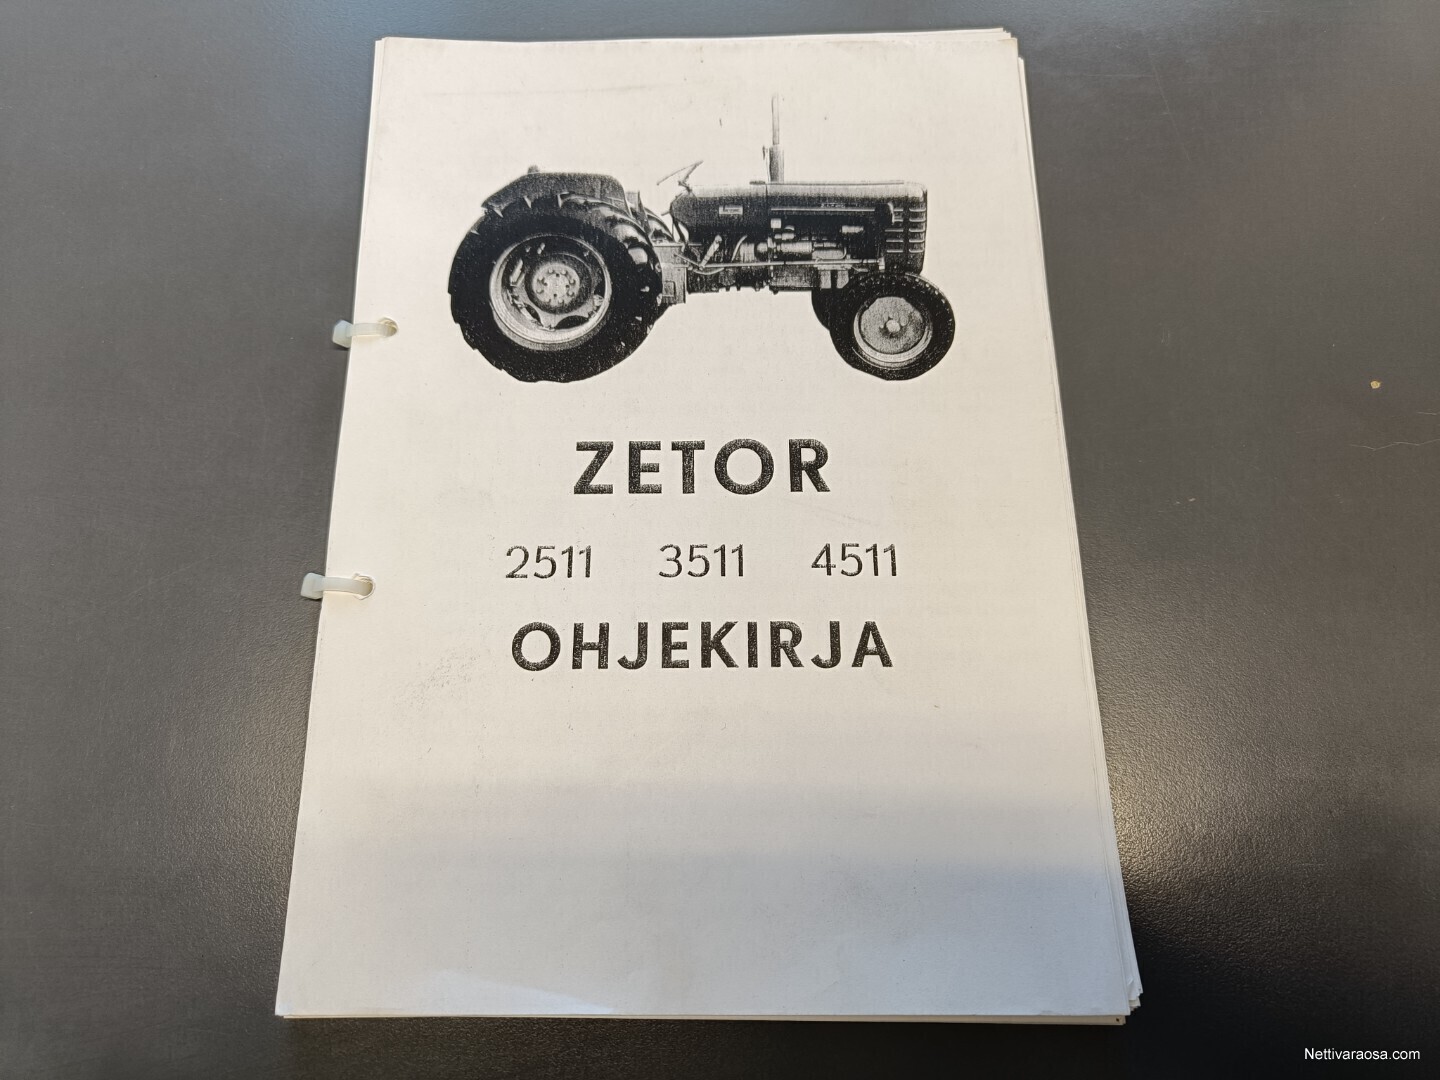 ZETOR
2511 3511 4511
OHJEKIRJA
Nettivaraosa.com